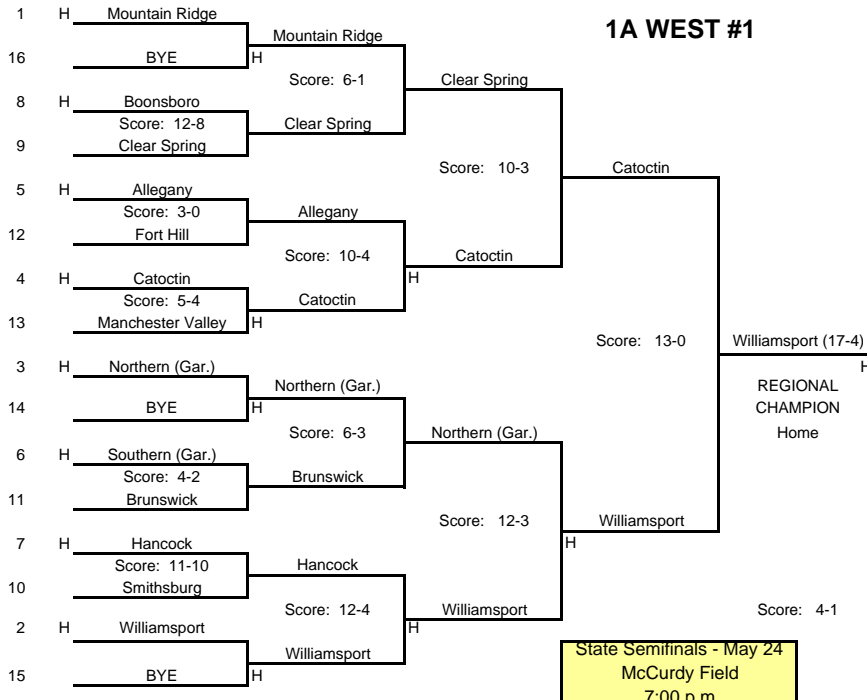 1A WEST #1
1 H Mountain Ridge
Mountain Ridge
16 BYE H
Score: 6-1
Clear Spring
8 H Boonsboro
Score: 12-8
Clear Spring
9 Clear Spring
Score: 10-3
Catoctin
5 H Allegany
Score: 3-0
Allegany
12 Fort Hill
Score: 10-4
Catoctin
H
4 H Catoctin
Score: 5-4
Catoctin
13 Manchester Valley H
Score: 13-0
Williamsport (17-4)
H
REGIONAL
CHAMPION
Home
3 H Northern (Gar.)
Northern (Gar.)
14 BYE H
Score: 6-3
Northern (Gar.)
6 H Southern (Gar.)
Score: 4-2
Brunswick
11 Brunswick
Score: 12-3
Williamsport
H
7 H Hancock
Score: 11-10
Hancock
10 Smithsburg
Score: 12-4
Williamsport
H
Score: 4-1
2 H Williamsport
Williamsport
15 BYE H
State Semifinals - May 24
McCurdy Field
7:00 p.m.